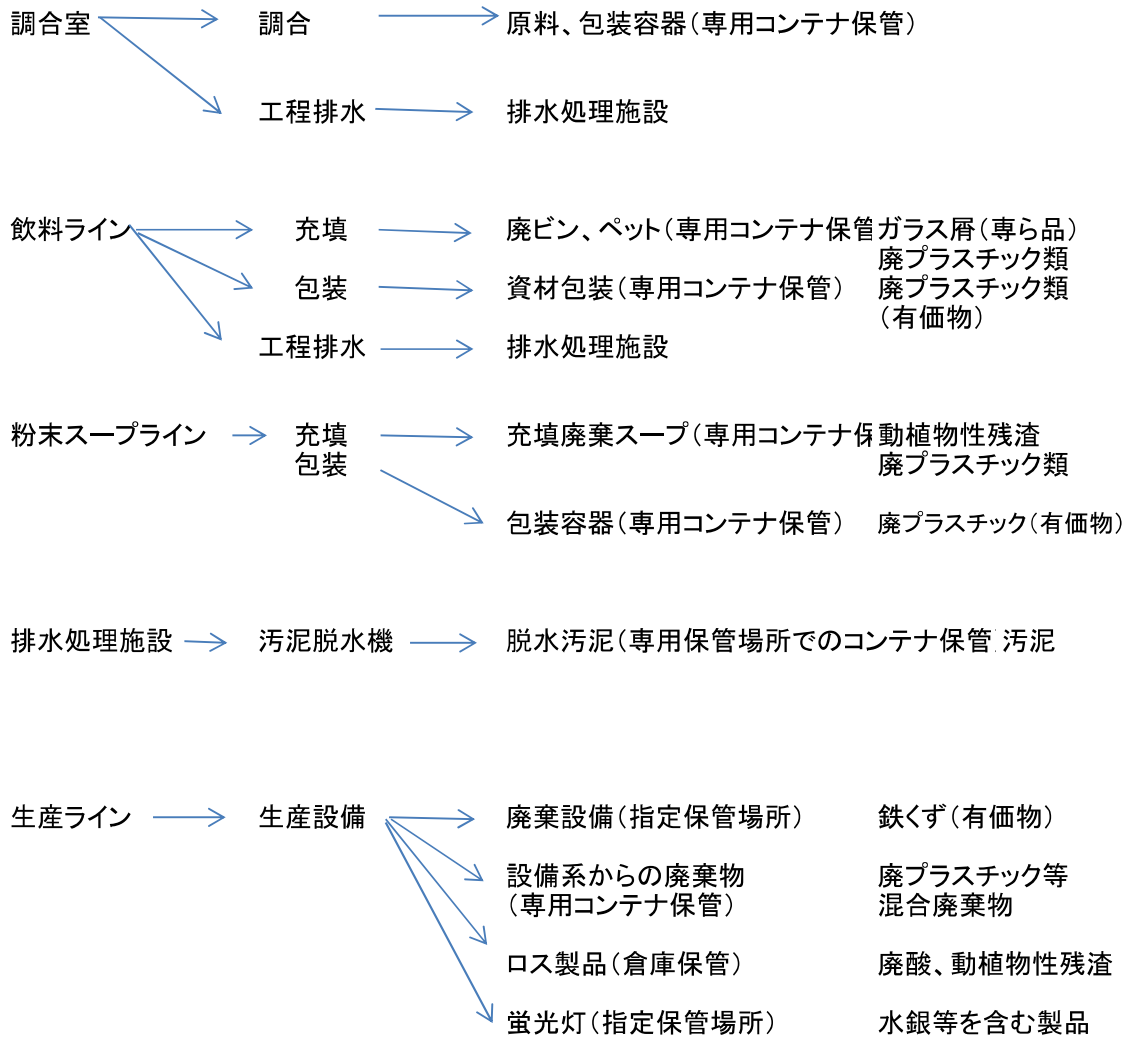 調合室 調合 原料、包装容器（専用コンテナ保管）
工程排水 排水処理施設
飲料ライン 充填 廃ビン、ペット（専用コンテナ保管 ガラス屑（専ら品）
廃プラスチック類
包装 資材包装（専用コンテナ保管） 廃プラスチック類
（有価物）
工程排水 排水処理施設
粉末スープライン 充填 充填廃棄スープ（専用コンテナ保 動植物性残渣
包装 廃プラスチック類
包装容器（専用コンテナ保管） 廃プラスチック（有価物）
排水処理施設 汚泥脱水機 脱水汚泥（専用保管場所でのコンテナ保管 汚泥
生産ライン 生産設備 廃棄設備（指定保管場所） 鉄くず（有価物）
設備系からの廃棄物 廃プラスチック等
（専用コンテナ保管） 混合廃棄物
ロス製品（倉庫保管） 廃酸、動植物性残渣
蛍光灯（指定保管場所） 水銀等を含む製品